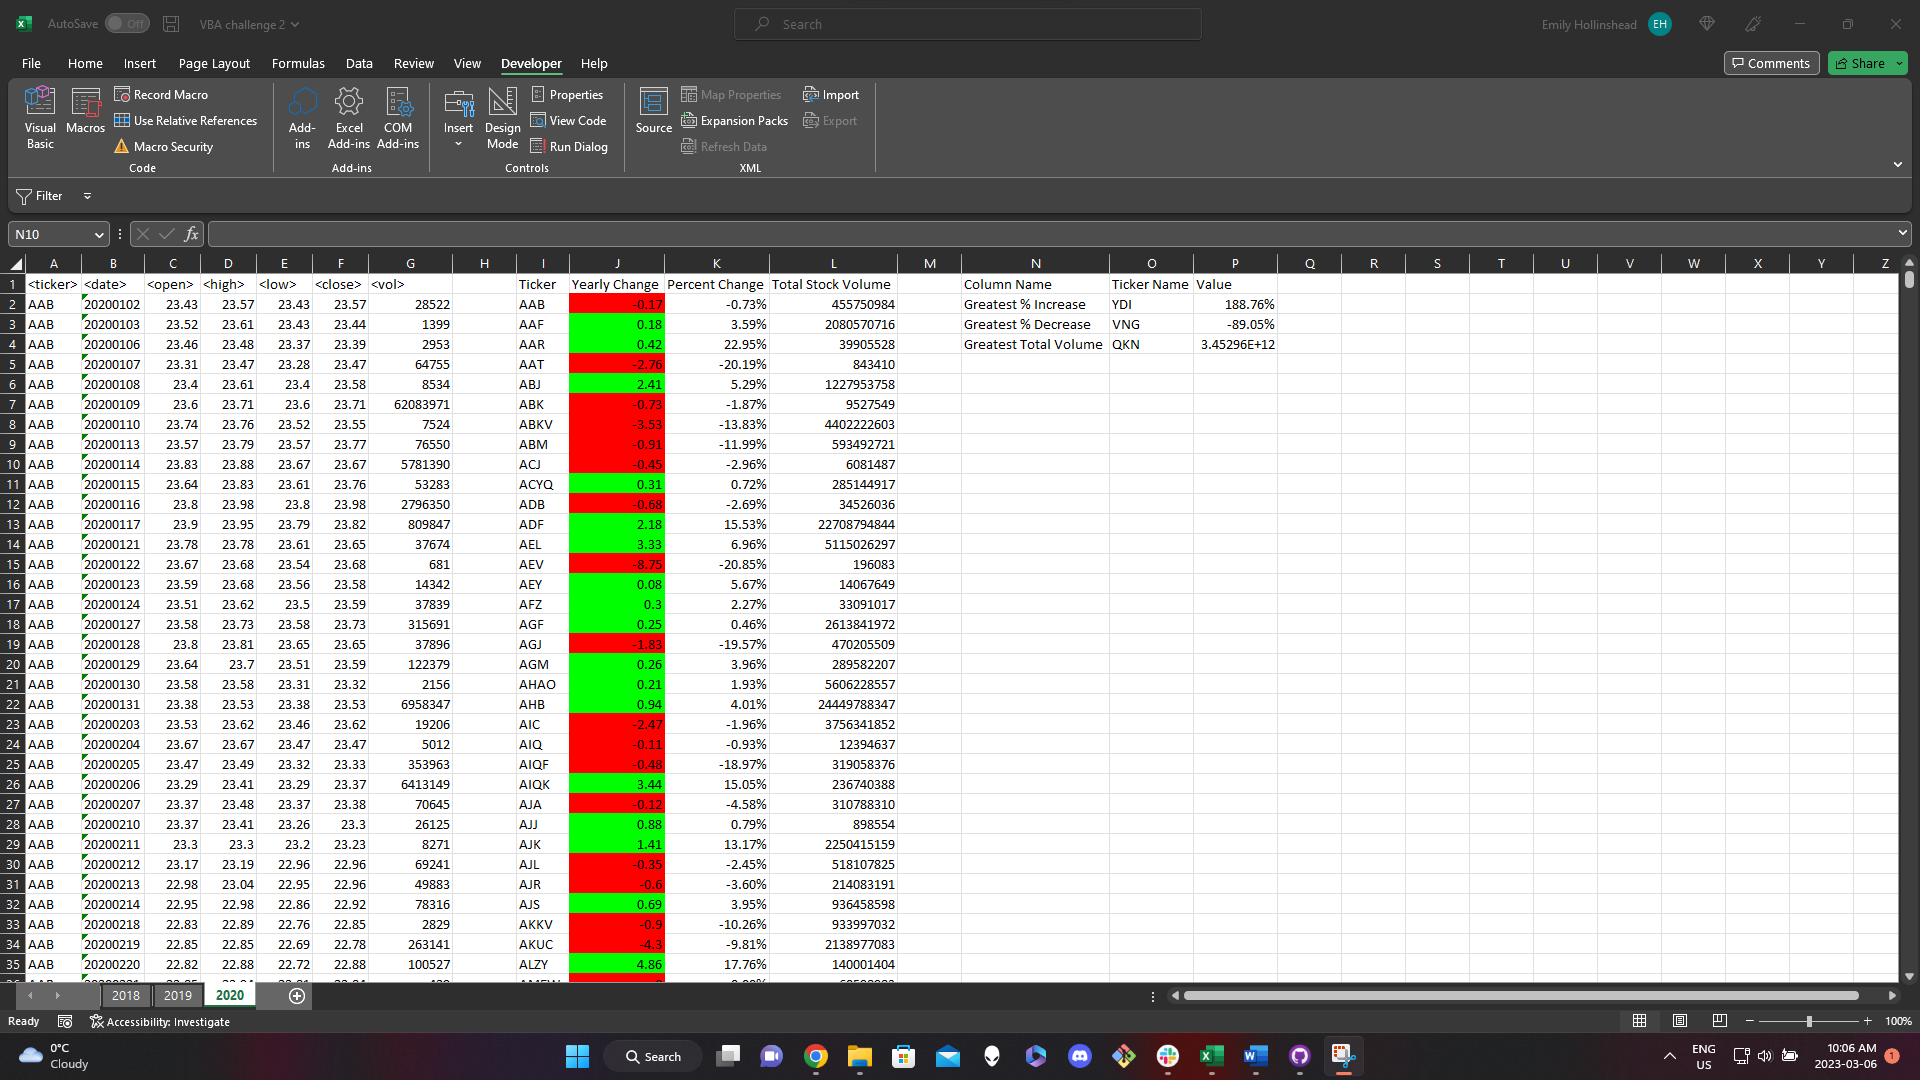 AutoSave Off VBA challenge 2 Search Emily Hollinshead EH
File Home Insert Page Layout Formulas Data Review View Developer Help Comments Share
Visual Basic Macros Record Macro Use Relative References Macro Security Code
Add-ins Excel Add-ins COM Add-ins Add-ins
Insert Design Mode Properties View Code Run Dialog Controls
Source Map Properties Expansion Packs Refresh Data Import Export XML
Filter
N10 fx
A B C D E F G H I J K L M N O P Q R S T U V W X Y Z
1 <ticker> <date> <open> <high> <low> <close> <vol> Ticker Yearly Change Percent Change Total Stock Volume Column Name Ticker Name Value
2 AAB 20200102 23.43 23.57 23.43 23.57 28522 AAB -0.17 -0.73% 455750984 Greatest % Increase YDI 188.76%
3 AAB 20200103 23.52 23.61 23.43 23.44 1399 AAF 0.18 3.59% 2080570716 Greatest % Decrease VNG -89.05%
4 AAB 20200106 23.46 23.48 23.37 23.39 2953 AAR 0.42 22.95% 39905528 Greatest Total Volume QKN 3.45296E+12
5 AAB 20200107 23.31 23.47 23.28 23.47 64755 AAT -2.76 -20.19% 843410
6 AAB 20200108 23.4 23.61 23.4 23.58 8534 ABJ 2.41 5.29% 1227953758
7 AAB 20200109 23.6 23.71 23.6 23.71 62083971 ABK -0.73 -1.87% 9527549
8 AAB 20200110 23.74 23.76 23.52 23.55 7524 ABKV -3.53 -13.83% 4402222603
9 AAB 20200113 23.57 23.79 23.57 23.77 76550 ABM -0.91 -11.99% 593492721
10 AAB 20200114 23.83 23.88 23.67 23.67 5781390 ACJ -0.45 -2.96% 6081487
11 AAB 20200115 23.64 23.83 23.61 23.76 53283 ACYQ 0.31 0.72% 285144917
12 AAB 20200116 23.8 23.98 23.8 23.98 2796350 ADB -0.68 -2.69% 34526036
13 AAB 20200117 23.9 23.95 23.79 23.82 809847 ADF 2.18 15.53% 22708794844
14 AAB 20200121 23.78 23.78 23.61 23.65 37674 AEL 3.33 6.96% 5115026297
15 AAB 20200122 23.67 23.68 23.54 23.68 681 AEV -8.75 -20.85% 196083
16 AAB 20200123 23.59 23.68 23.56 23.58 14342 AEY 0.08 5.67% 14067649
17 AAB 20200124 23.51 23.62 23.5 23.59 37839 AFZ 0.3 2.27% 33091017
18 AAB 20200127 23.58 23.73 23.58 23.73 315691 AGF 0.25 0.46% 2613841972
19 AAB 20200128 23.8 23.81 23.65 23.65 37896 AGJ -1.83 -19.57% 470205509
20 AAB 20200129 23.64 23.7 23.51 23.59 122379 AGM 0.26 3.96% 289582207
21 AAB 20200130 23.58 23.58 23.31 23.32 2156 AHAO 0.21 1.93% 5606228557
22 AAB 20200131 23.38 23.53 23.38 23.53 6958347 AHB 0.94 4.01% 24449788347
23 AAB 20200203 23.53 23.62 23.46 23.62 19206 AIC -2.47 -1.96% 3756341852
24 AAB 20200204 23.67 23.67 23.47 23.47 5012 AIQ -0.11 -0.93% 12394637
25 AAB 20200205 23.47 23.49 23.32 23.33 353963 AIQF -0.48 -18.97% 319058376
26 AAB 20200206 23.29 23.41 23.29 23.37 6413149 AIQK 3.44 15.05% 236740388
27 AAB 20200207 23.37 23.48 23.37 23.38 70645 AJA -0.12 -4.58% 310788310
28 AAB 20200210 23.37 23.41 23.26 23.3 26125 AJJ 0.88 0.79% 898554
29 AAB 20200211 23.3 23.3 23.2 23.23 8271 AJK 1.41 13.17% 2250415159
30 AAB 20200212 23.17 23.19 22.96 22.96 69241 AJL -0.35 -2.45% 518107825
31 AAB 20200213 22.98 23.04 22.95 22.96 49883 AJR -0.6 -3.60% 214083191
32 AAB 20200214 22.95 22.98 22.86 22.92 78316 AJS 0.69 3.95% 936458598
33 AAB 20200218 22.83 22.89 22.76 22.85 2829 AKKV -0.9 -10.26% 933997032
34 AAB 20200219 22.85 22.85 22.69 22.78 263141 AKUC -4.3 -9.81% 2138977083
35 AAB 20200220 22.82 22.88 22.72 22.88 100527 ALZY 4.86 17.76% 140001404
2018 2019 2020
Ready Accessibility: Investigate 100%
0°C Cloudy Search ENG US 10:06 AM 2023-03-06 1